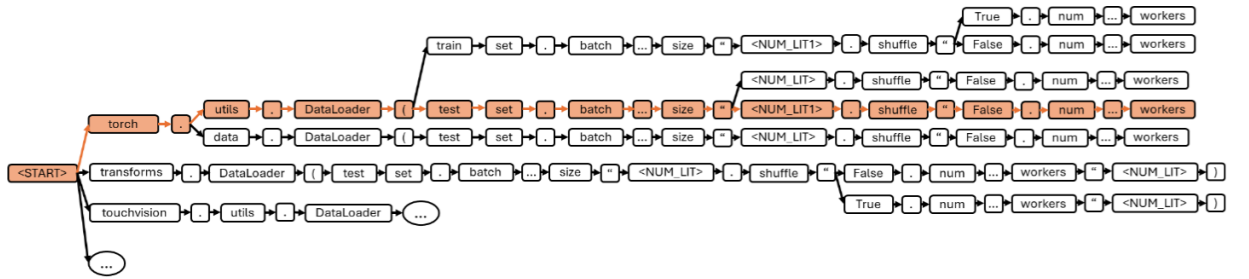 True . num ... workers
train set . batch ... size “ <NUM_LIT1> . shuffle “ False . num ... workers
<NUM_LIT> . shuffle “ False . num ... workers
utils . DataLoader ( test set . batch ... size “ <NUM_LIT1> . shuffle “ False . num ... workers
torch .
data . DataLoader ( test set . batch ... size “ <NUM_LIT> . shuffle “ False . num ... workers
<START> transforms . DataLoader ( test set . batch ... size “ <NUM_LIT> . shuffle “ False . num ... workers “ <NUM_LIT> )
True . num ... workers “ <NUM_LIT> )
touchvision . utils . DataLoader ...
...